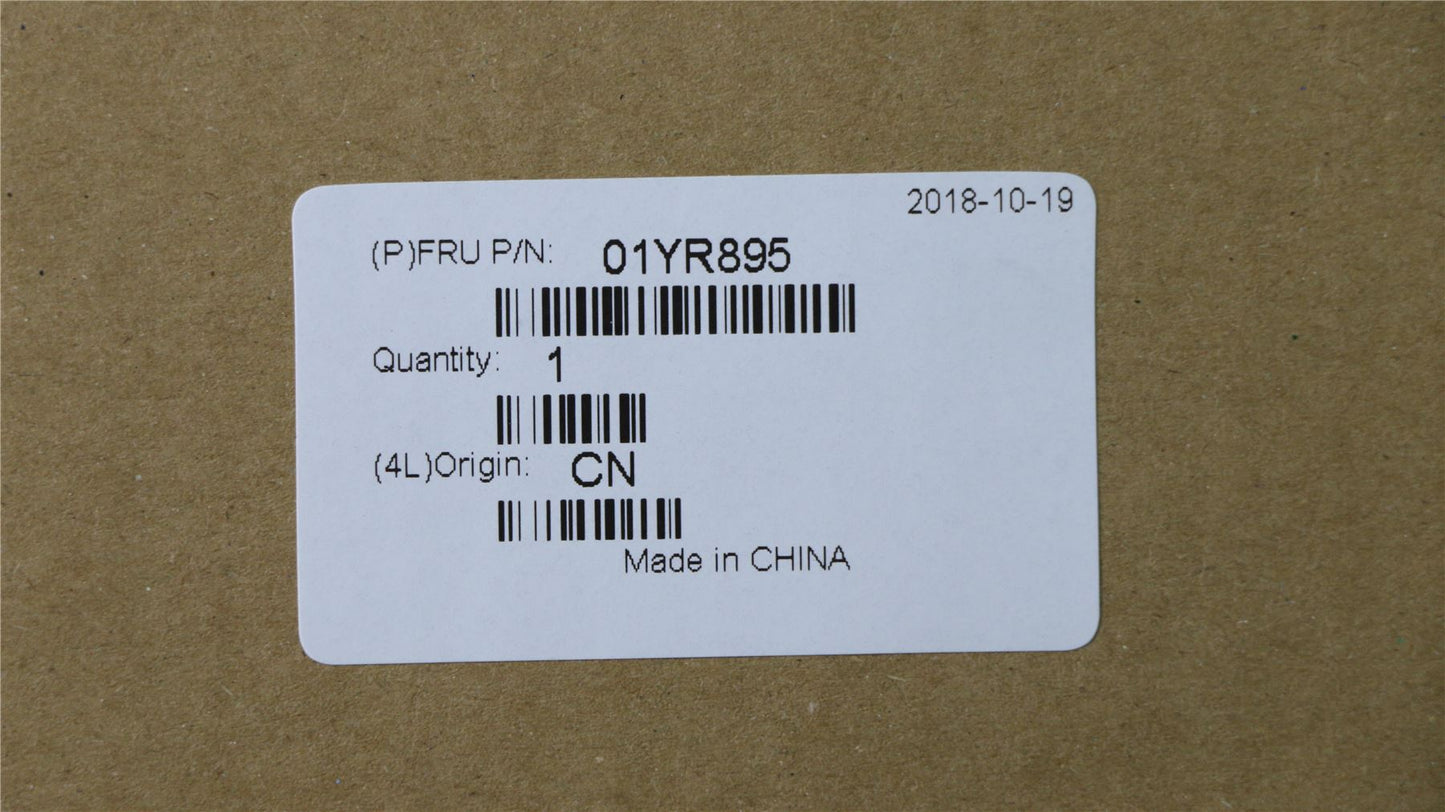 2018-10-19
(P)FRU P/N: 01YR895
Quantity: 1
(4L)Origin: CN
Made in CHINA